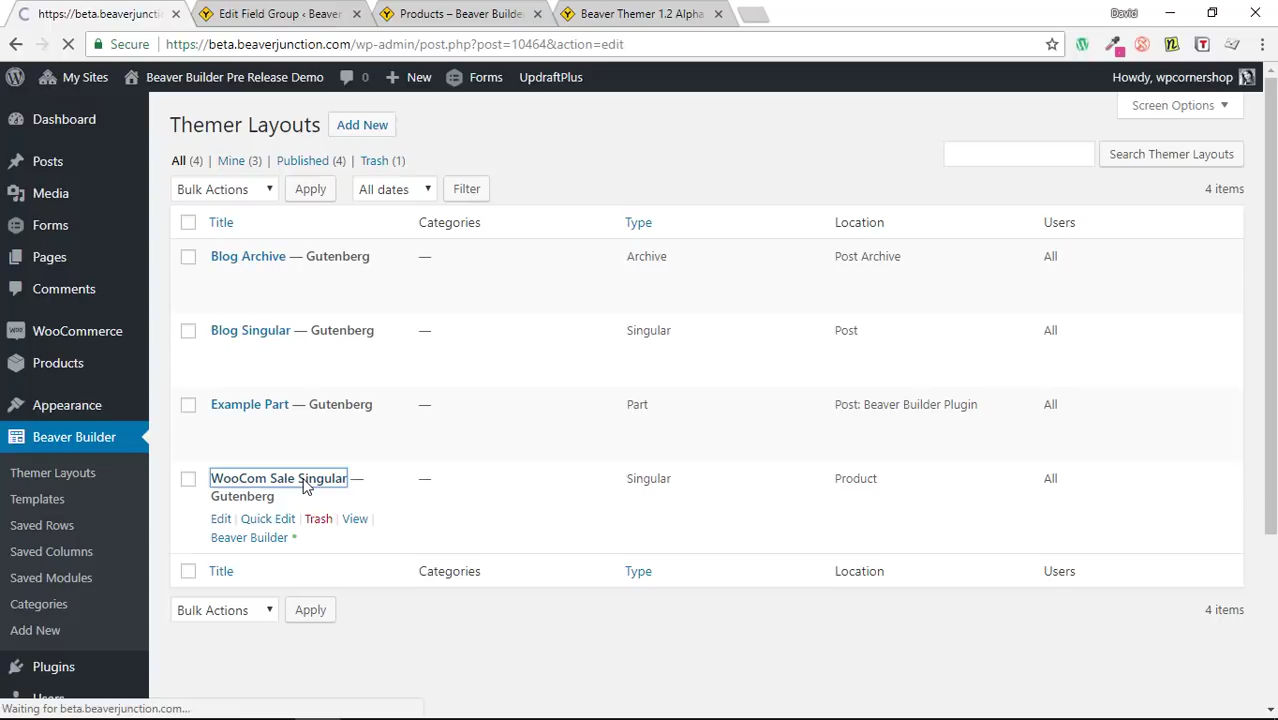 https://beta.beaverjuncti
Edit Field Group ‹ Beaver
Products – Beaver Builde
Beaver Themer 1.2 Alpha
David
Secure https://beta.beaverjunction.com/wp-admin/post.php?post=10464&action=edit
My Sites Beaver Builder Pre Release Demo 0 New Forms UpdraftPlus Howdy, wpcornershop
Screen Options
Dashboard
Posts
Media
Forms
Pages
Comments
WooCommerce
Products
Appearance
Beaver Builder
Themer Layouts
Templates
Saved Rows
Saved Columns
Saved Modules
Categories
Add New
Plugins
Users
Themer Layouts Add New
All (4) | Mine (3) | Published (4) | Trash (1)
Search Themer Layouts
Bulk Actions Apply All dates Filter 4 items
Title Categories Type Location Users
Blog Archive — Gutenberg — Archive Post Archive All
Blog Singular — Gutenberg — Singular Post All
Example Part — Gutenberg — Part Post: Beaver Builder Plugin All
WooCom Sale Singular — — Singular Product All
Gutenberg
Edit | Quick Edit | Trash | View |
Beaver Builder
Title Categories Type Location Users
Bulk Actions Apply 4 items
Waiting for beta.beaverjunction.com...